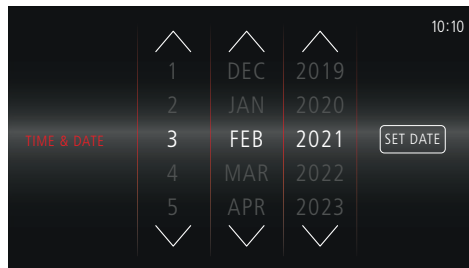 10:10
1 DEC 2019
2 JAN 2020
TIME & DATE 3 FEB 2021 SET DATE
4 MAR 2022
5 APR 2023